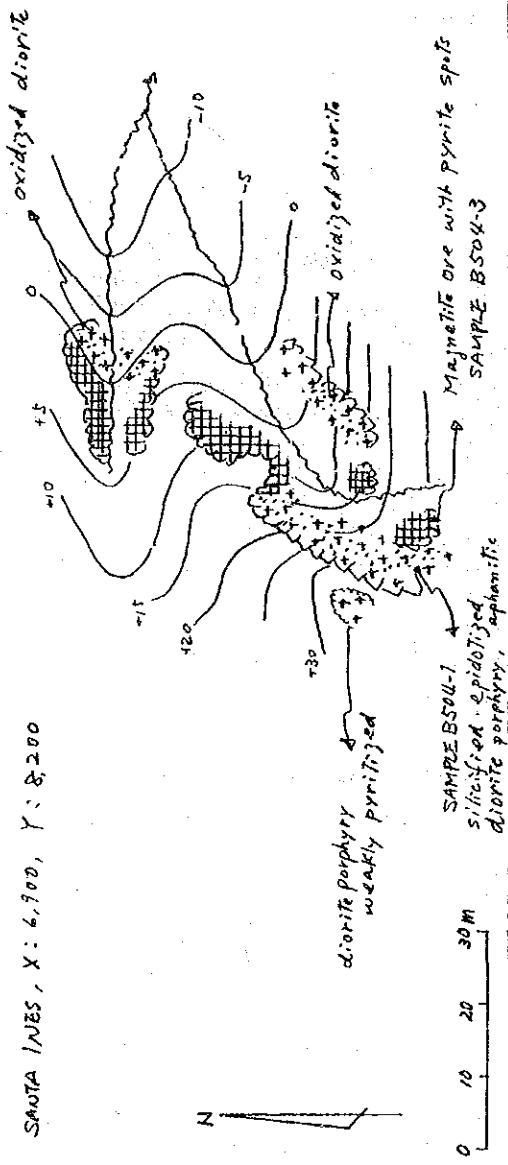 SANTA INES, X: 6,900, Y: 8,200
oxidized diorite
0
+5
+10
+15
+20
+30
-10
-5
0
oxidized diorite
diorite porphyry
weakly pyritized
SAMPLE B504-1
silicified. epidotized
diorite porphyry, aphanitic
Magnetite ore with pyrite spots
SAMPLE B504-3
N
0 10 20 30 m